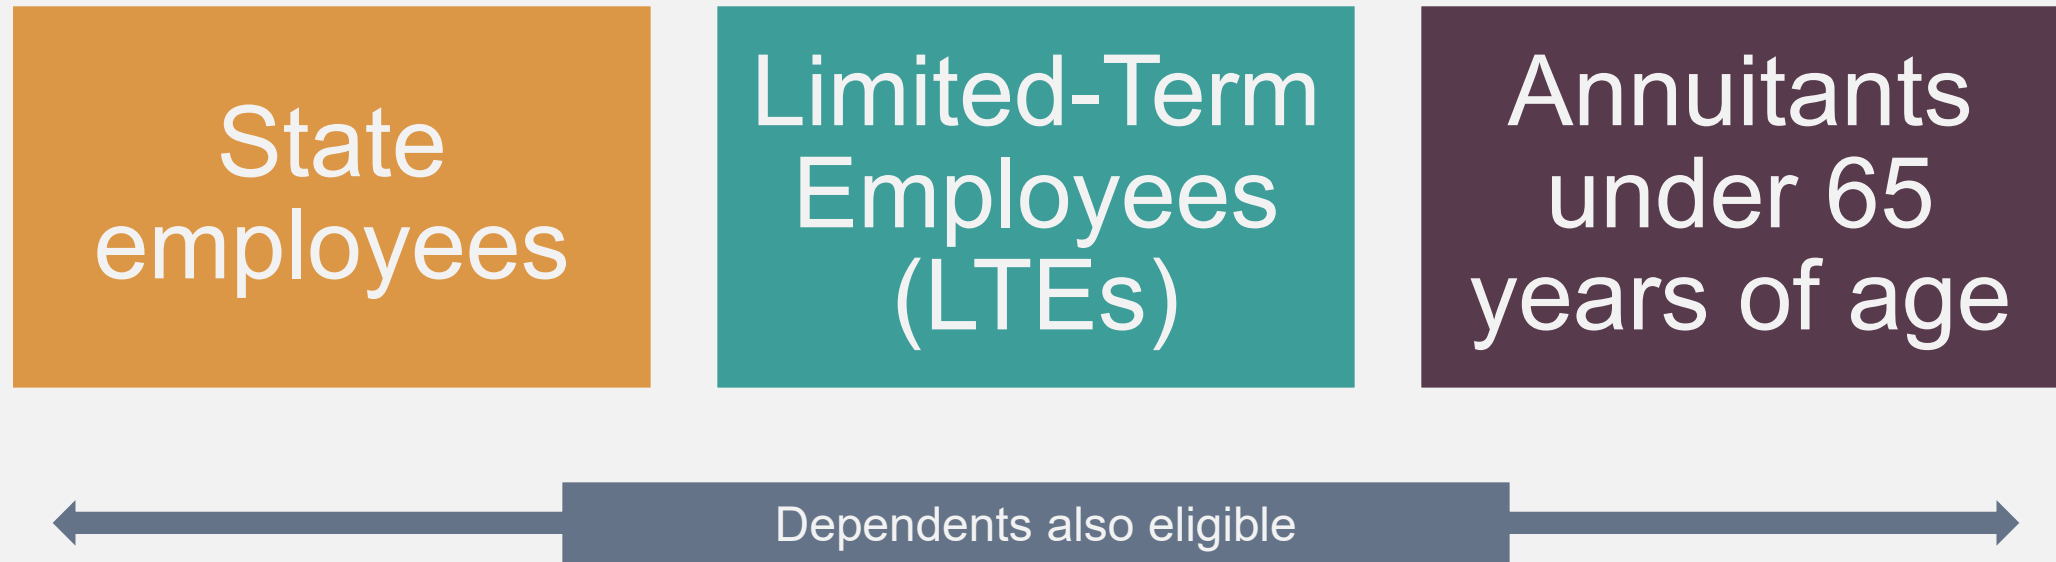 State
employees
Limited-Term
Employees
(LTEs)
Annuitants
under 65
years of age
Dependents also eligible